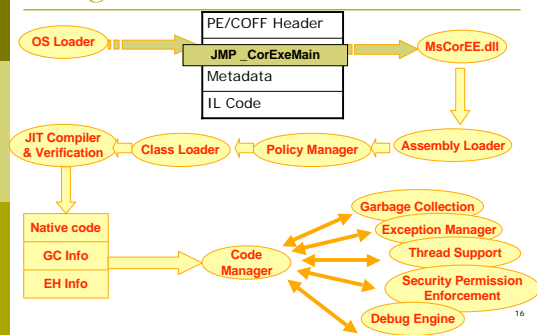 PE/COFF Header
OS Loader
JMP _CorExeMain
MsCorEE.dll
Metadata
IL Code
JIT Compiler
& Verification
Class Loader
Policy Manager
Assembly Loader
Native code
GC Info
EH Info
Code
Manager
Garbage Collection
Exception Manager
Thread Support
Security Permission
Enforcement
Debug Engine
16